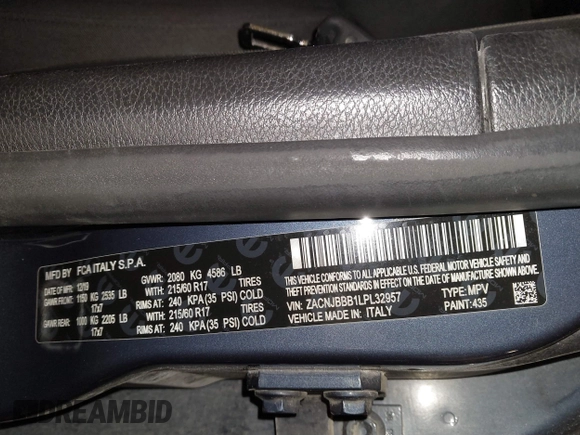 MFD BY FCA ITALY S.P.A.
DATE OF MFR 12/19
GAWR FRONT: 1150 KG 2535 LB
17x7
GAWR REAR: 1000 KG 2205 LB
17x7
GVWR: 2080 KG 4586 LB
WITH: 215/60 R17 TIRES
RIMS AT: 240 KPA (35 PSI) COLD
WITH: 215/60 R17 TIRES
RIMS AT: 240 KPA (35 PSI) COLD
THIS VEHICLE CONFORMS TO ALL APPLICABLE U.S.A. FEDERAL MOTOR VEHICLE SAFETY,
BUMPER, AND THEFT PREVENTION STANDARDS IN EFFECT ON THE DATE OF MANUFACTURE SHOWN ABOVE.
VIN: ZACNJBBB1LPL32957 TYPE: MPV
VEHICLE MADE IN: ITALY PAINT: 435
DREAMBID